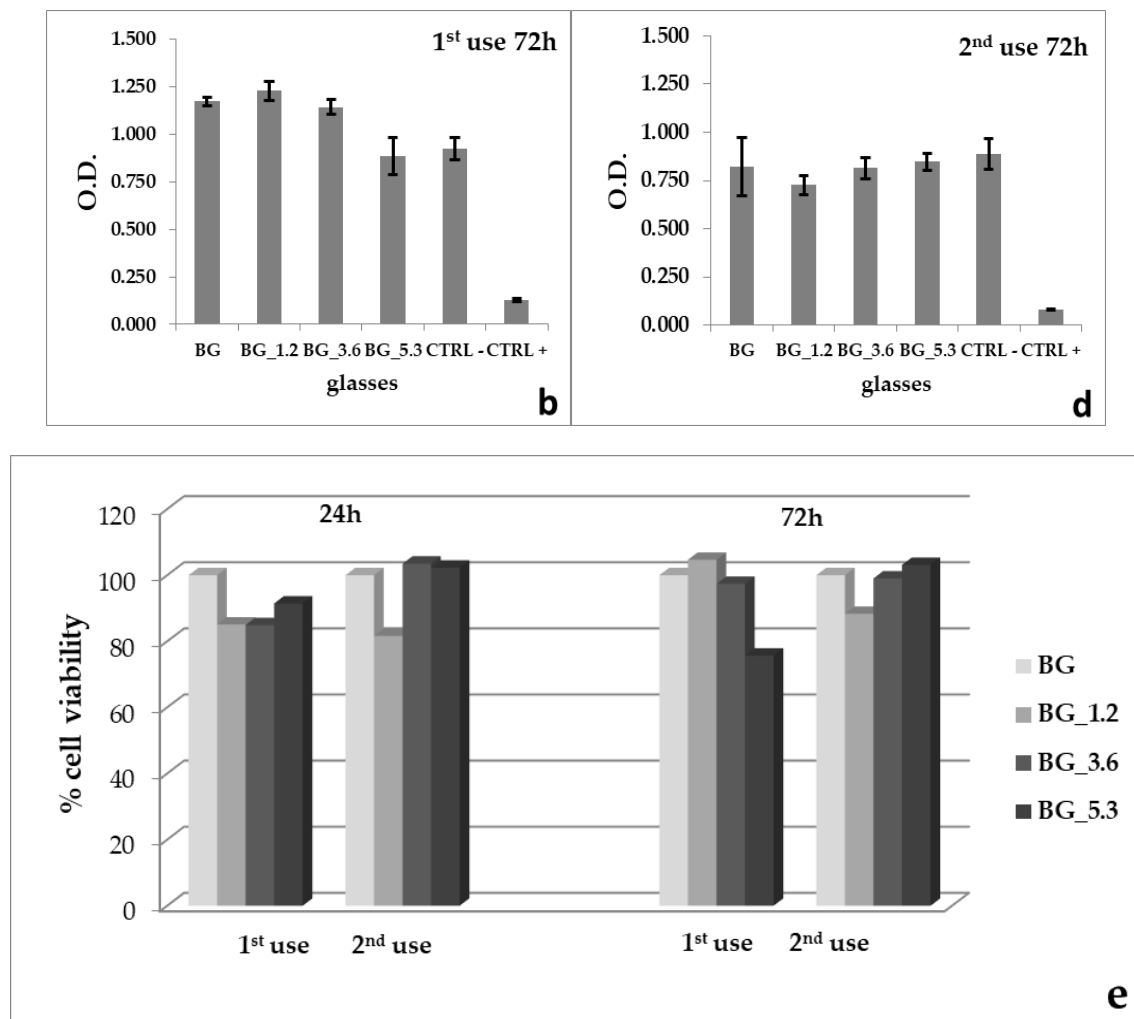 1st use 72h
1.500
1.250
1.000
0.750
0.500
0.250
0.000
O.D.
BG BG_1.2 BG_3.6 BG_5.3 CTRL - CTRL +
glasses
b
2nd use 72h
1.500
1.250
1.000
0.750
0.500
0.250
0.000
O.D.
BG BG_1.2 BG_3.6 BG_5.3 CTRL - CTRL +
glasses
d
24h 72h
120
100
80
60
40
20
0
% cell viability
1st use 2nd use 1st use 2nd use
BG
BG_1.2
BG_3.6
BG_5.3
e